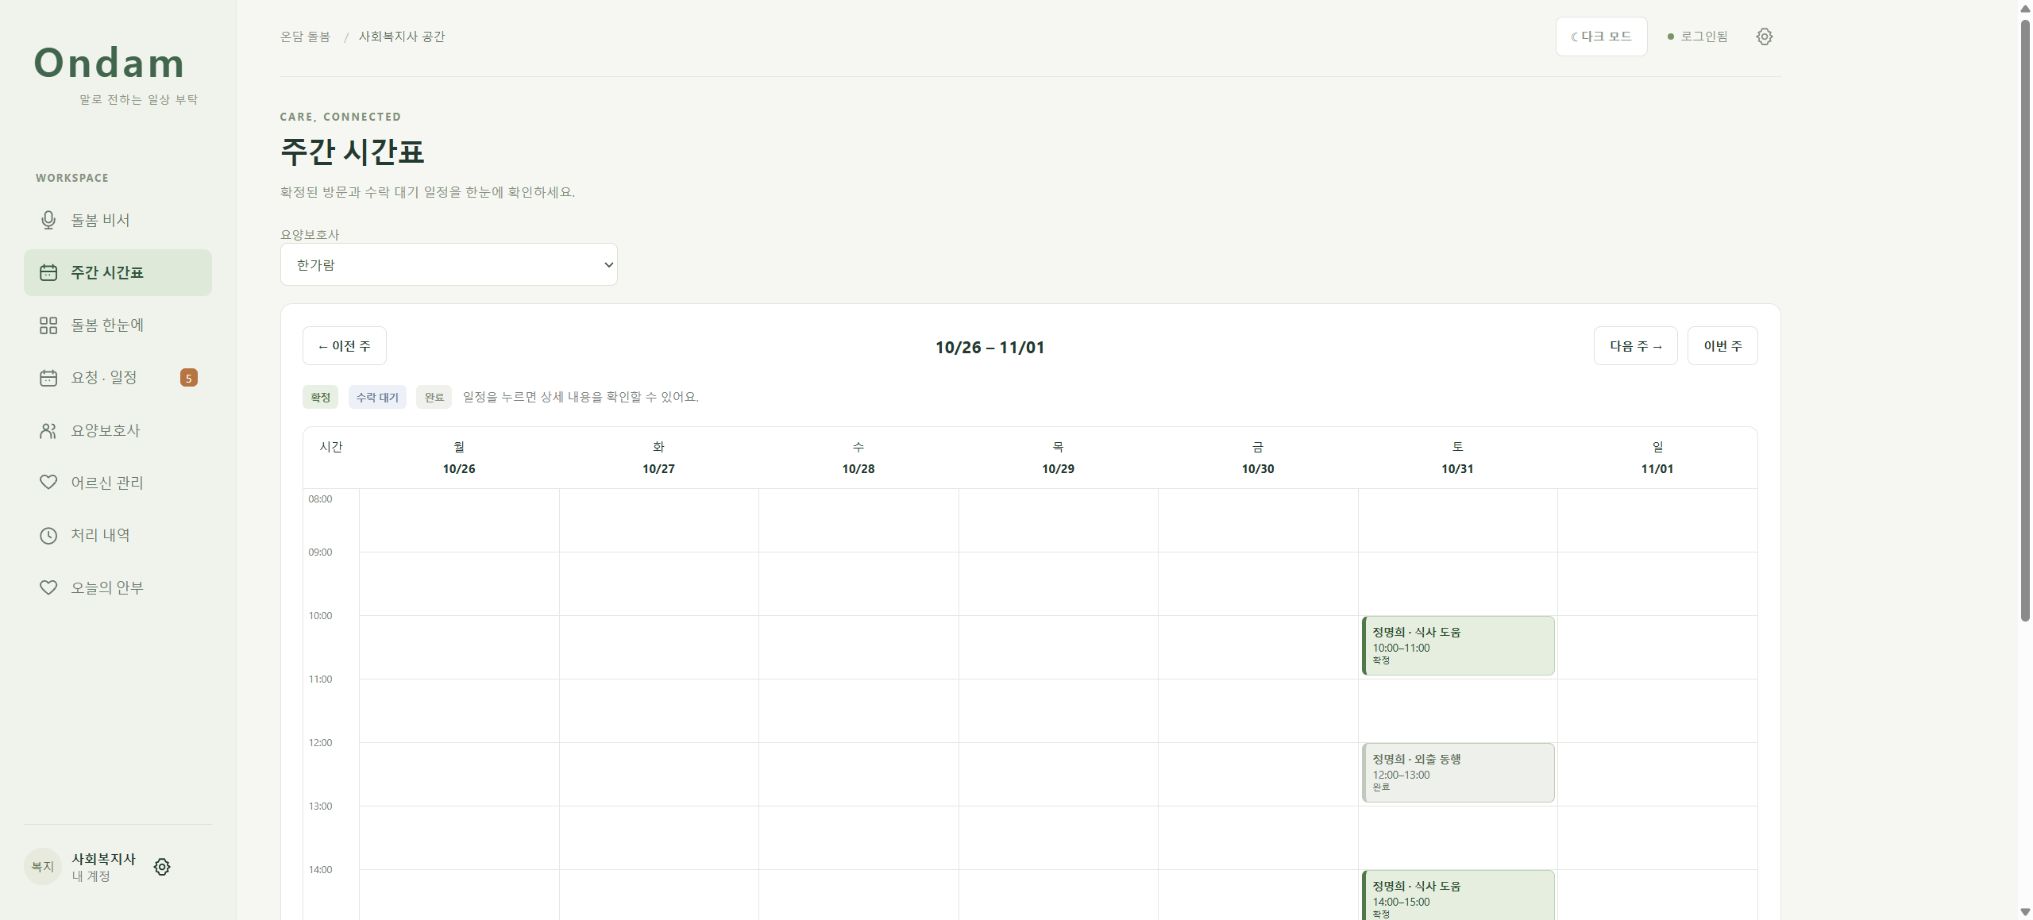 Ondam
말로 전하는 일상 부탁
WORKSPACE
돌봄 비서
주간 시간표
돌봄 한눈에
요청 · 일정
5
요양보호사
어르신 관리
처리 내역
오늘의 안부
복지
사회복지사
내 계정
온담 돌봄 / 사회복지사 공간
☾ 다크 모드
로그인됨
CARE, CONNECTED
주간 시간표
확정된 방문과 수락 대기 일정을 한눈에 확인하세요.
요양보호사
한가람
← 이전 주
10/26 – 11/01
다음 주 →
이번 주
확정
수락 대기
완료
일정을 누르면 상세 내용을 확인할 수 있어요.
시간
월
10/26
화
10/27
수
10/28
목
10/29
금
10/30
토
10/31
일
11/01
08:00
09:00
10:00
정명희 · 식사 도움
10:00–11:00
확정
11:00
12:00
정명희 · 외출 동행
12:00–13:00
완료
13:00
14:00
정명희 · 식사 도움
14:00–15:00
확정